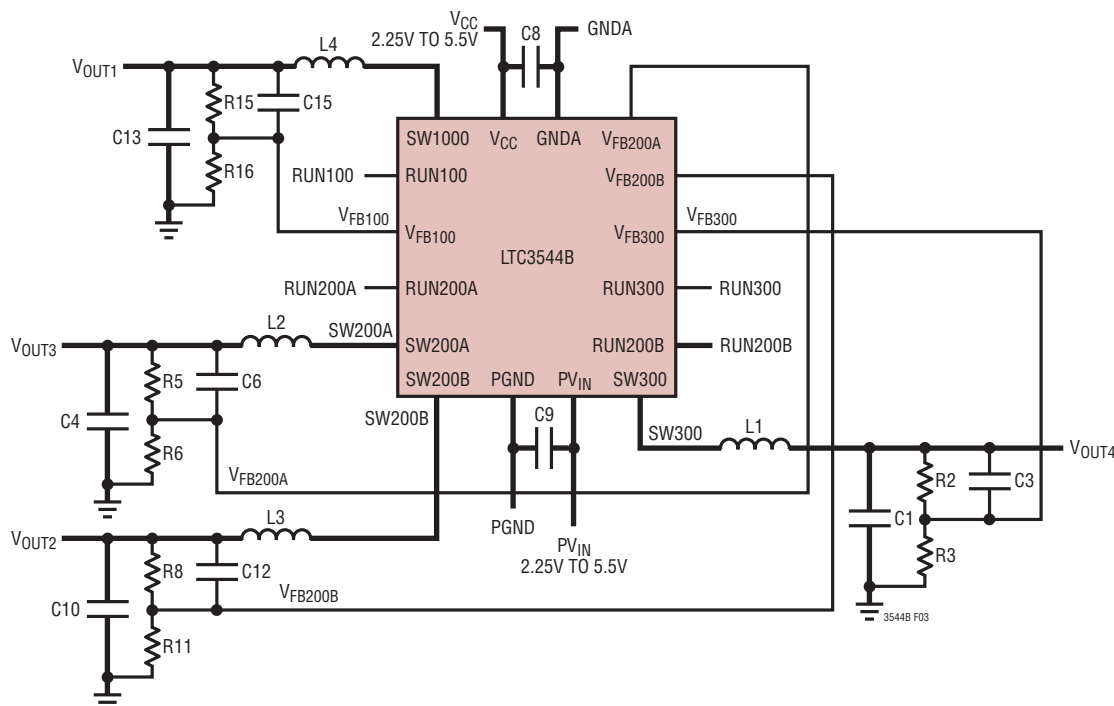 VCC
2.25V TO 5.5V
C8
GNDA
L4
VOUT1
R15
C15
C13
R16
SW1000
VCC
GNDA
VFB200A
RUN100
RUN100
VFB200B
VFB100
VFB100
VFB300
VFB300
LTC3544B
RUN200A
RUN200A
RUN300
RUN300
L2
SW200A
VOUT3
SW200A
RUN200B
RUN200B
R5
C6
SW200B
PGND
PVIN
SW300
C4
SW200B
C9
R6
SW300
L1
VOUT4
VFB200A
R2
C3
L3
PGND
C1
VOUT2
PVIN
2.25V TO 5.5V
R3
R8
C12
VFB200B
C10
R11
3544B F03